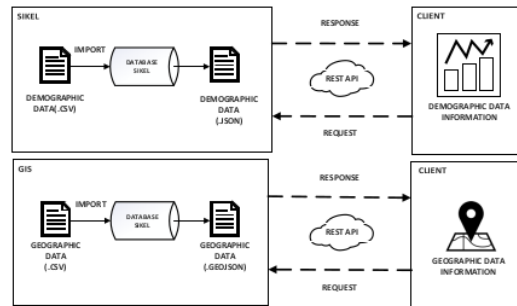 SIKEL
IMPORT
DATABASE
SIKEL
DEMOGRAPHIC
DATA(.CSV)
DEMOGRAPHIC
DATA
(.JSON)
RESPONSE
REST API
REQUEST
CLIENT
DEMOGRAPHIC DATA
INFORMATION
GIS
IMPORT
DATABASE
SIKEL
GEOGRAPHIC
DATA
(.CSV)
GEOGRAPHIC
DATA
(.GEOJSON)
RESPONSE
REST API
REQUEST
CLIENT
GEOGRAPHIC DATA
INFORMATION